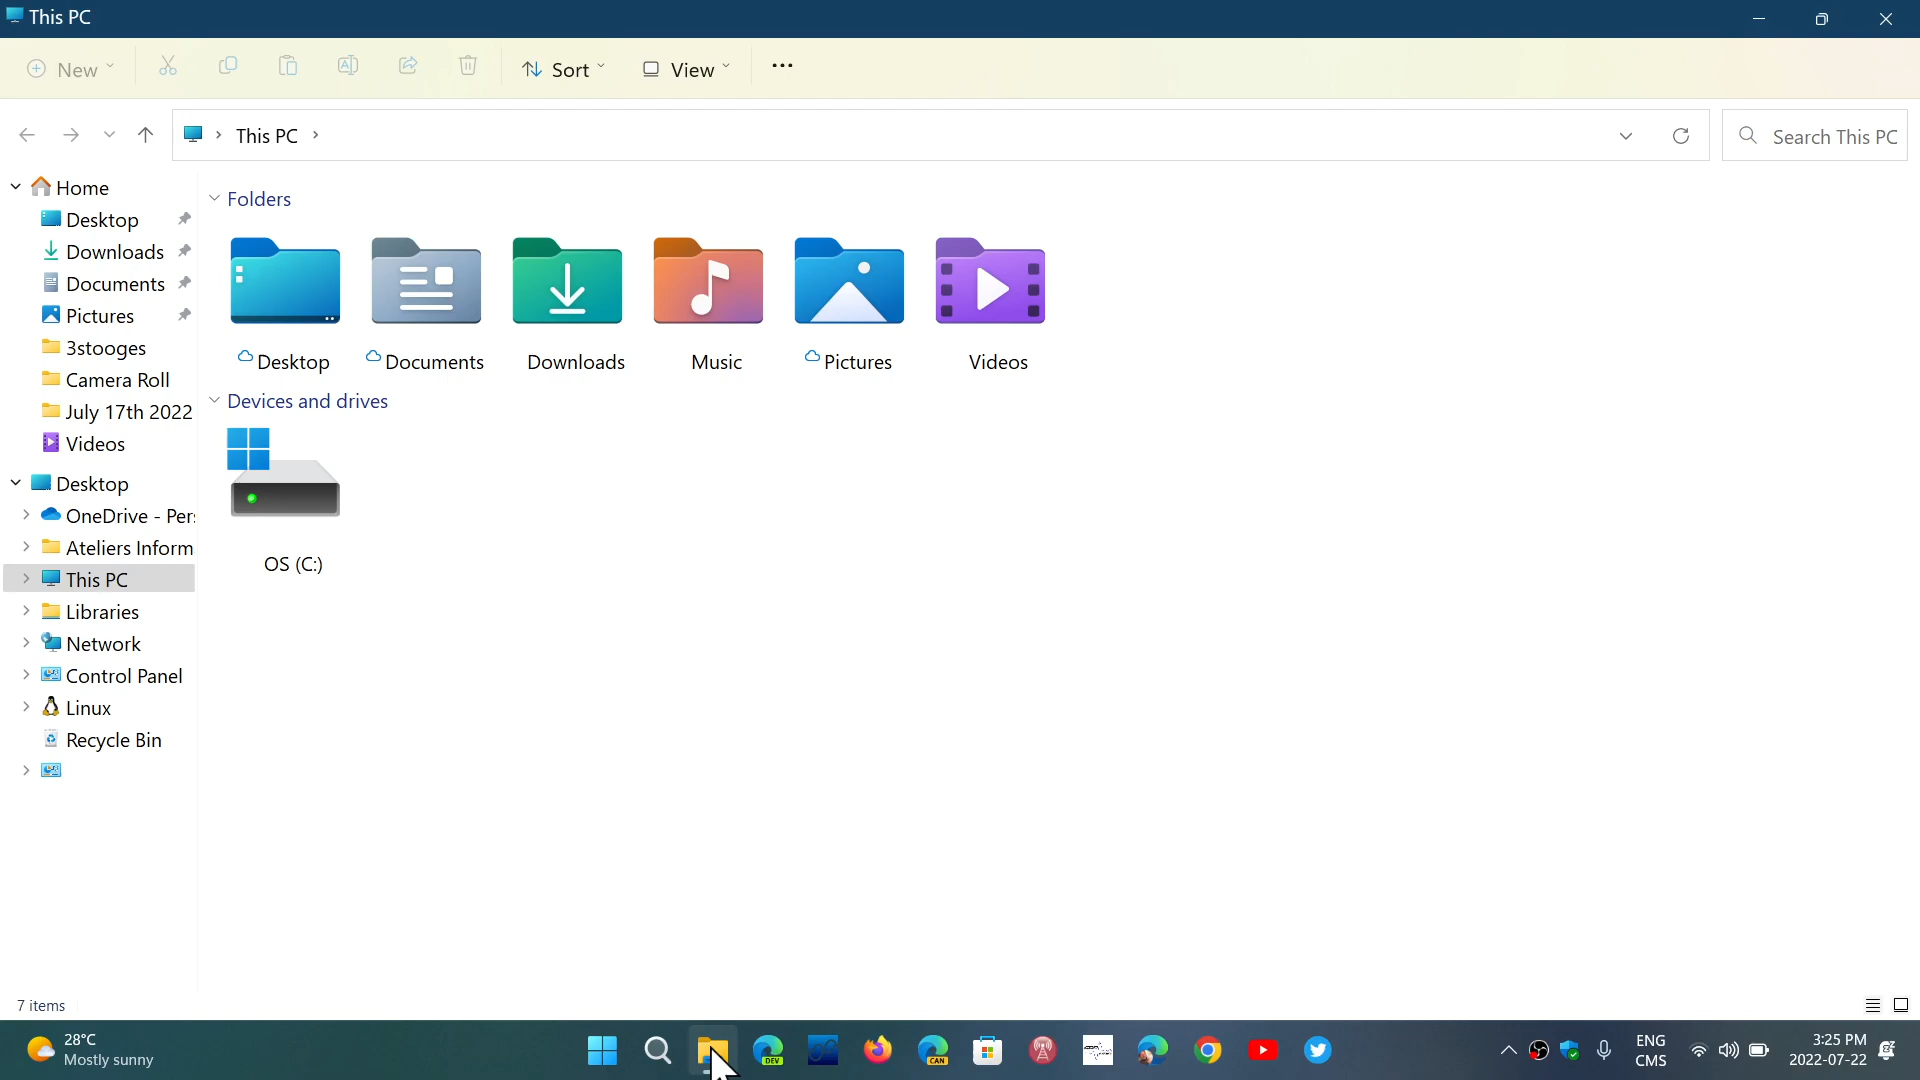 This PC
New
Sort
View
This PC
Search This PC
Home
Desktop
Downloads
Documents
Pictures
3stooges
Camera Roll
July 17th 2022
Videos
Desktop
OneDrive - Per
Ateliers Inform
This PC
Libraries
Network
Control Panel
Linux
Recycle Bin
Folders
Desktop
Documents
Downloads
Music
Pictures
Videos
Devices and drives
OS (C:)
7 items
28°C
Mostly sunny
DEV
CAN
ENG
CMS
3:25 PM
2022-07-22